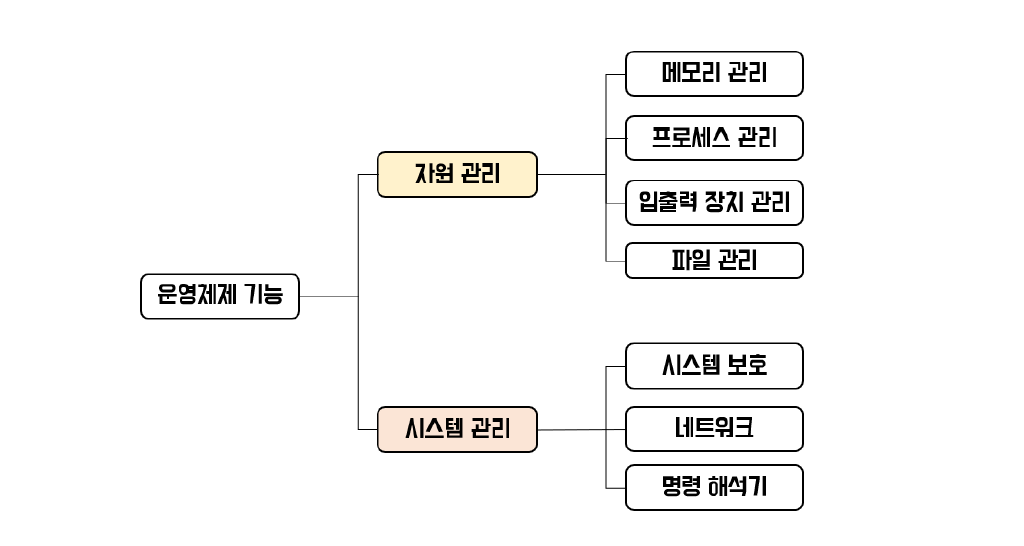 운영제제 기능
자원 관리
메모리 관리
프로세스 관리
입출력 장치 관리
파일 관리
시스템 관리
시스템 보호
네트워크
명령 해석기